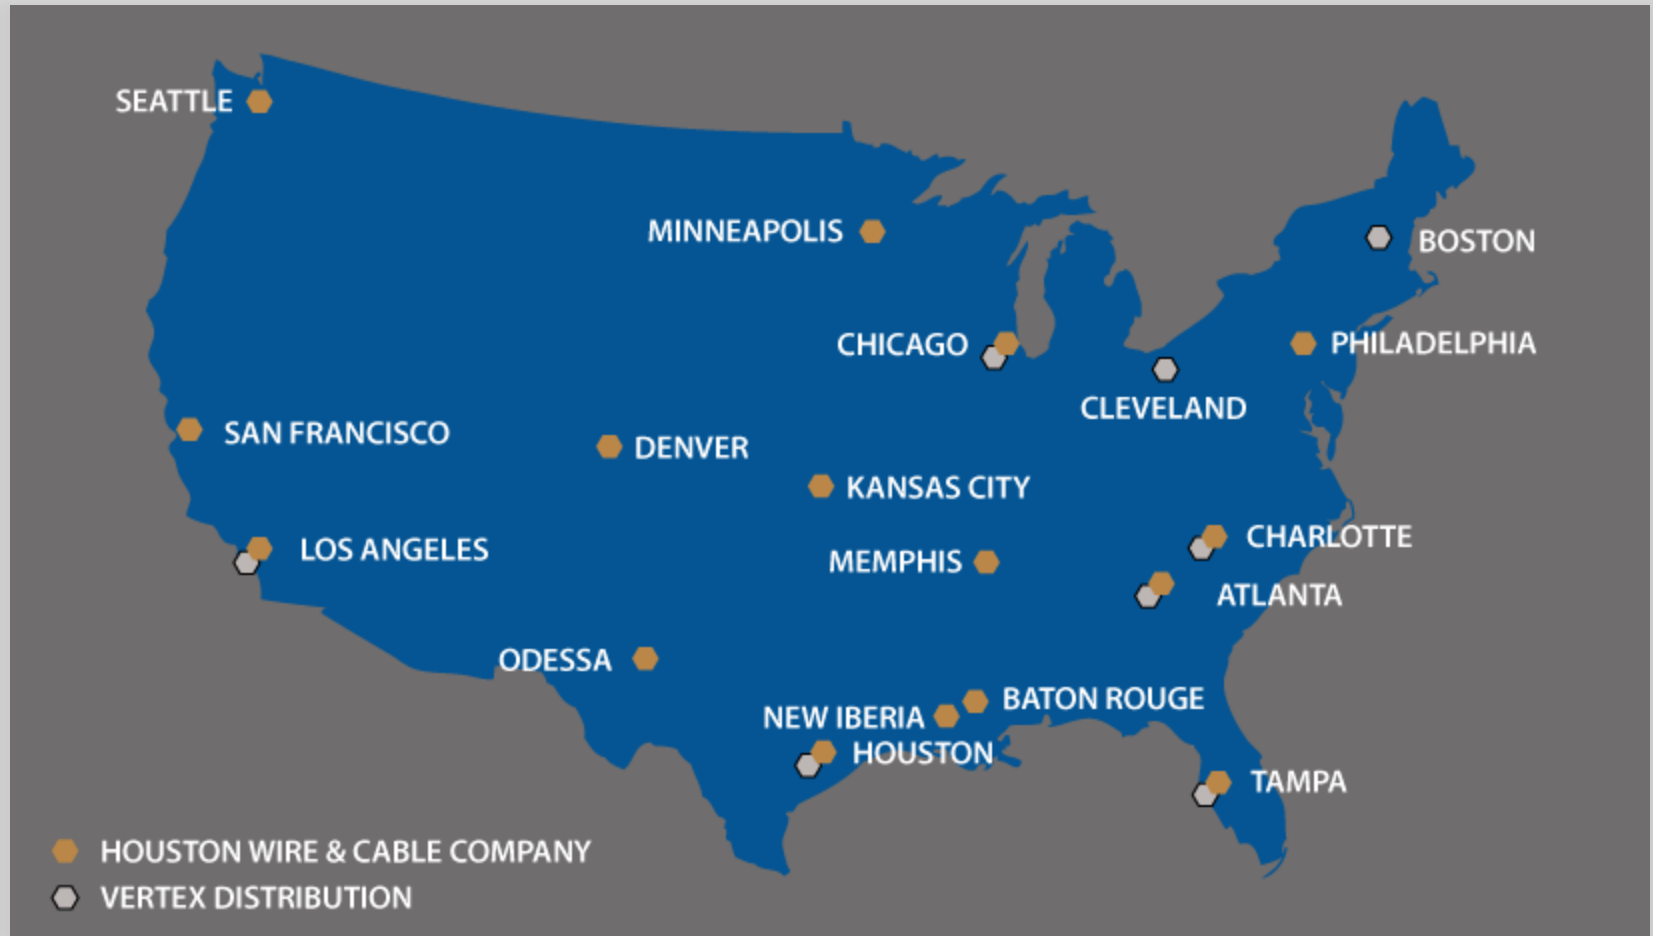 SEATTLE
MINNEAPOLIS
BOSTON
CHICAGO
PHILADELPHIA
CLEVELAND
SAN FRANCISCO
DENVER
KANSAS CITY
CHARLOTTE
LOS ANGELES
MEMPHIS
ATLANTA
ODESSA
BATON ROUGE
NEW IBERIA
HOUSTON
TAMPA
HOUSTON WIRE & CABLE COMPANY
VERTEX DISTRIBUTION